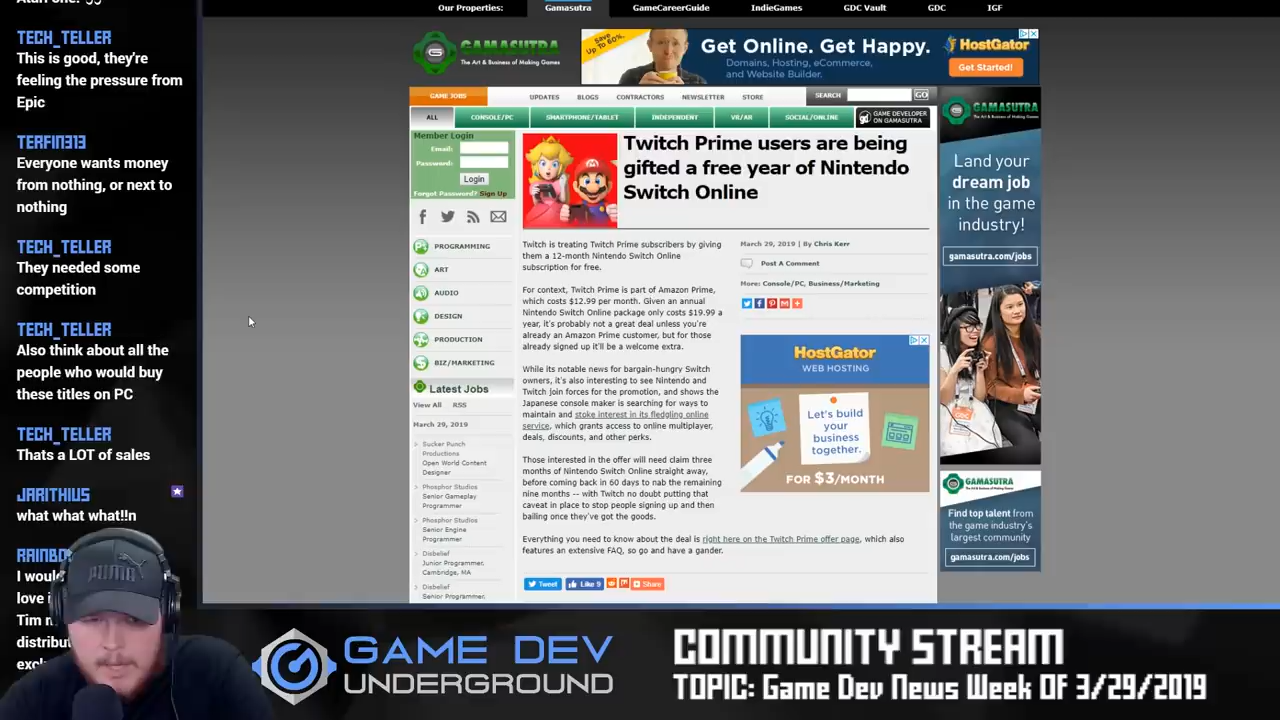 TECH_TELLER
This is good, they're
feeling the presure from
Epic
TERFIN313
Everyone wants money
from nothing, or next to
nothing
TECH_TELLER
They need some
competition
TECH_TELLER
Also think about all the
people who would buy
these titles on PC
TECH_TELLER
Thats a LOT of sales
JARITHIUS
what what what!!n
I would
love
Tim
distribu
Our Properties:
Gamasutra
GameCareerGuide
IndieGames
GDC Vault
GDC
IGF
GAMASUTRA
The Art & Business of Making Games
Save
Up To 60%.
Get Online. Get Happy.
Domains, Hosting, eCommerce,
and Website Builder.
HostGator
Get Started!
GAME JOBS
UPDATES
BLOGS
CONTRACTORS
NEWSLETTER
STORE
SEARCH
GO
ALL
CONSOLE/PC
SMARTPHONE/TABLET
INDEPENDENT
VR/AR
SOCIAL/ONLINE
GAME DEVELOPER
ON GAMASUTRA
Member Login
Email:
Password:
Login
Forgot Password? Sign Up
PROGRAMMING
ART
AUDIO
DESIGN
PRODUCTION
BIZ/MARKETING
Latest Jobs
View All RSS
March 29, 2019
Sucker Punch
Productions
Open World Content
Designer
Phosphor Studios
Senior Gameplay
Programmer
Phosphor Studios
Senior Engine
Programmer
Disbelief
Junior Programmer,
Cambridge, MA
Disbelief
Senior Programmer,
Twitch Prime users are being
gifted a free year of Nintendo
Switch Online
Twitch is treating Twitch Prime subscribers by giving
them a 12-month Nintendo Switch Online
subscription for free.
For context, Twitch Prime is part of Amazon Prime,
which costs $12.99 per month. Given an annual
Nintendo Switch Online package only costs $19.99 a
year, it's probably not a great deal unless you're
already an Amazon Prime customer, but for those
already signed up it'll be a welcome extra.
While its notable news for bargain-hungry Switch
owners, it's also interesting to see Nintendo and
Twitch join forces for the promotion, and shows the
Japanese console maker is searching for ways to
maintain and stoke interest in its fledgling online
service, which grants access to online multiplayer,
deals, discounts, and other perks.
Those interested in the offer will need claim three
months of Nintendo Switch Online straight away,
before coming back in 60 days to nab the remaining
nine months -- with Twitch no doubt putting that
caveat in place to stop people signing up and then
bailing once they've got the goods.
Everything you need to know about the deal is right here on the Twitch Prime offer page, which also
features an extensive FAQ, so go and have a gander.
Tweet
Like 9
Share
March 29, 2019 | By Chris Kerr
Post A Comment
More: Console/PC, Business/Marketing
HostGator
WEB HOSTING
Let's build
your
business
together.
FOR $3/MONTH
GAMASUTRA
Land your
dream job
in the game
industry!
gamasutra.com/jobs
GAMASUTRA
Find top talent from
the game industry's
largest community
gamasutra.com/jobs
GAME DEV
UNDERGROUND
COMMUNITY STREAM
TOPIC: Game Dev News Week OF 3/29/2019